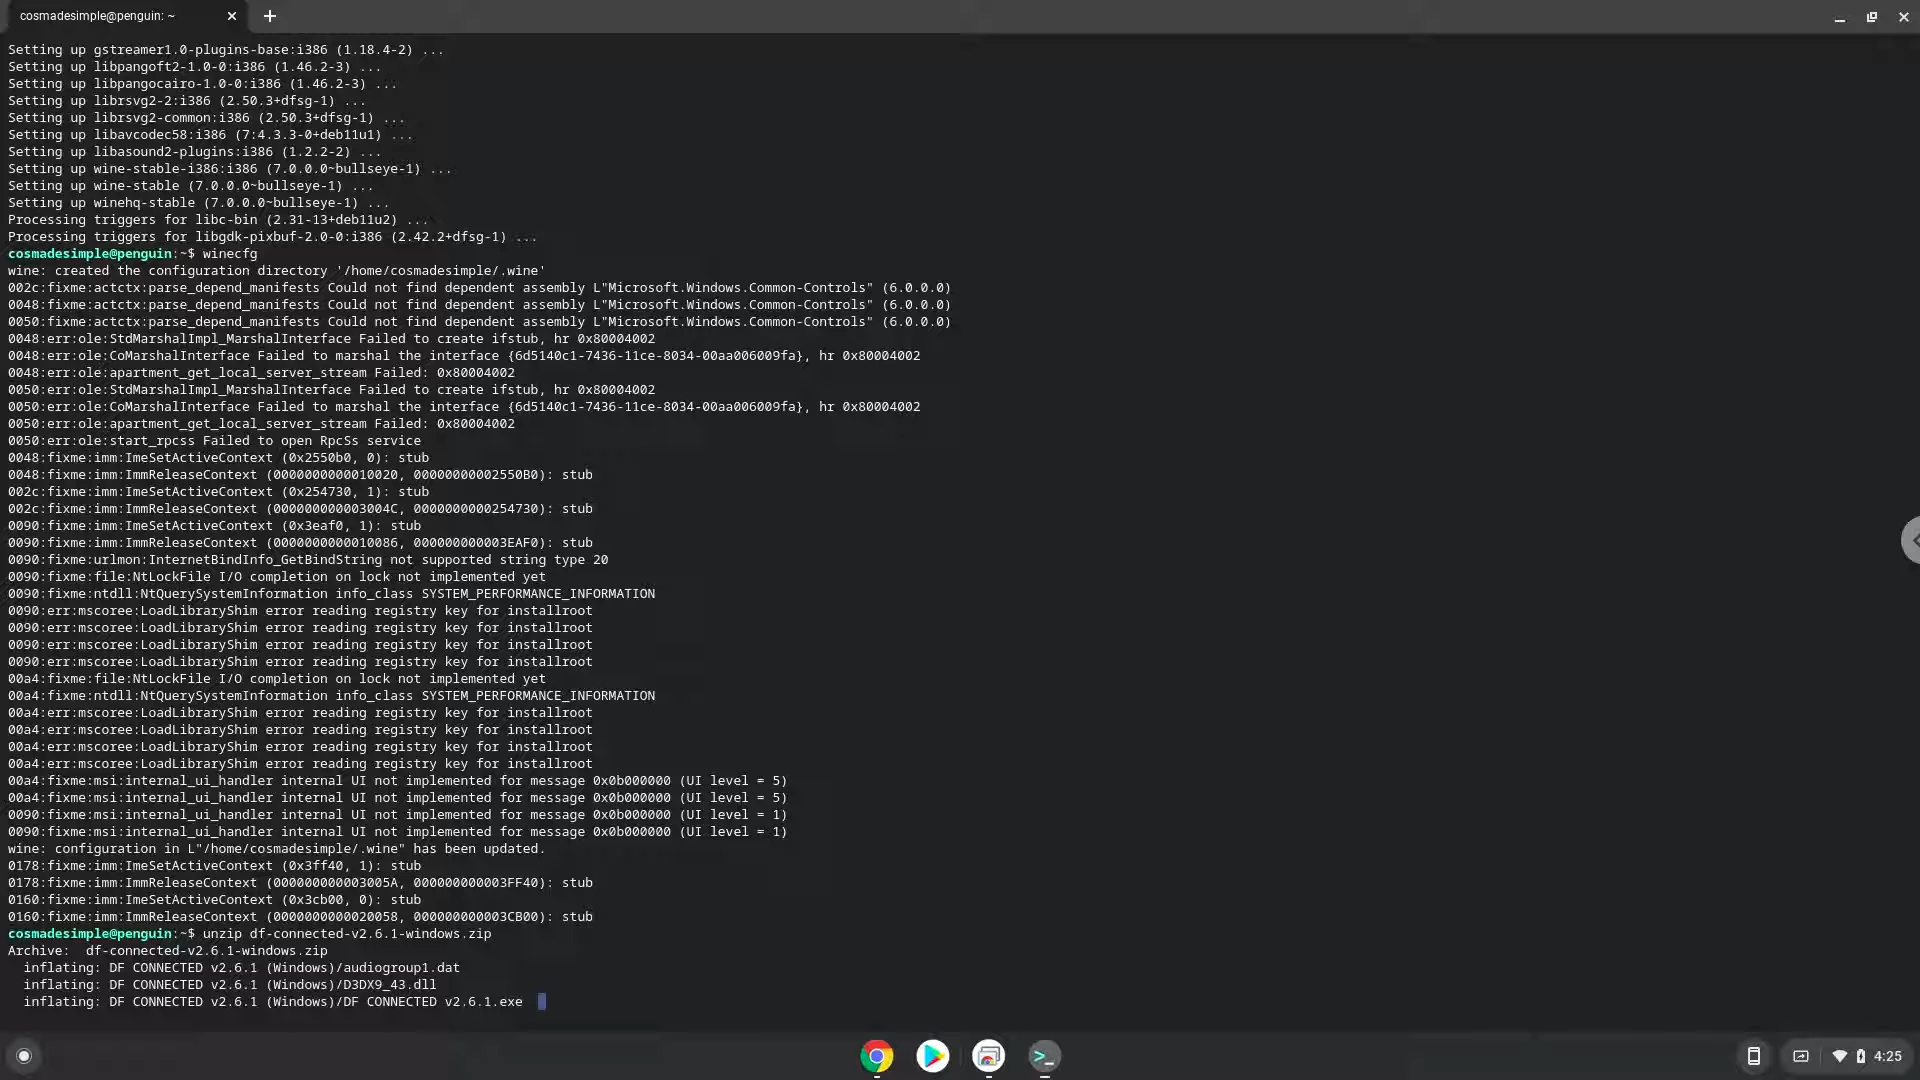 cosmadesimple@penguin: ~
Setting up gstreamer1.0-plugins-base:i386 (1.18.4-2) ...
Setting up libpangoft2-1.0-0:i386 (1.46.2-3) ...
Setting up libpangocairo-1.0-0:i386 (1.46.2-3) ...
Setting up librsvg2-2:i386 (2.50.3+dfsg-1) ...
Setting up librsvg2-common:i386 (2.50.3+dfsg-1) ...
Setting up libavcodec58:i386 (7:4.3.3-0+deb11u1) ...
Setting up libasound2-plugins:i386 (1.2.2-2) ...
Setting up wine-stable-i386:i386 (7.0.0.0~bullseye-1) ...
Setting up wine-stable (7.0.0.0~bullseye-1) ...
Setting up winehq-stable (7.0.0.0~bullseye-1) ...
Processing triggers for libc-bin (2.31-13+deb11u2) ...
Processing triggers for libgdk-pixbuf-2.0-0:i386 (2.42.2+dfsg-1) ...
cosmadesimple@penguin:~$ winecfg
wine: created the configuration directory '/home/cosmadesimple/.wine'
002c:fixme:actctx:parse_depend_manifests Could not find dependent assembly L"Microsoft.Windows.Common-Controls" (6.0.0.0)
0048:fixme:actctx:parse_depend_manifests Could not find dependent assembly L"Microsoft.Windows.Common-Controls" (6.0.0.0)
0050:fixme:actctx:parse_depend_manifests Could not find dependent assembly L"Microsoft.Windows.Common-Controls" (6.0.0.0)
0048:err:ole:StdMarshalImpl_MarshalInterface Failed to create ifstub, hr 0x80004002
0048:err:ole:CoMarshalInterface Failed to marshal the interface {6d5140c1-7436-11ce-8034-00aa006009fa}, hr 0x80004002
0048:err:ole:apartment_get_local_server_stream Failed: 0x80004002
0050:err:ole:StdMarshalImpl_MarshalInterface Failed to create ifstub, hr 0x80004002
0050:err:ole:CoMarshalInterface Failed to marshal the interface {6d5140c1-7436-11ce-8034-00aa006009fa}, hr 0x80004002
0050:err:ole:apartment_get_local_server_stream Failed: 0x80004002
0050:err:ole:start_rpcss Failed to open RpcSs service
0048:fixme:imm:ImeSetActiveContext (0x2550b0, 0): stub
0048:fixme:imm:ImmReleaseContext (0000000000010020, 00000000002550B0): stub
002c:fixme:imm:ImeSetActiveContext (0x254730, 1): stub
002c:fixme:imm:ImmReleaseContext (000000000003004C, 0000000000254730): stub
0090:fixme:imm:ImeSetActiveContext (0x3eaf0, 1): stub
0090:fixme:imm:ImmReleaseContext (0000000000010086, 000000000003EAF0): stub
0090:fixme:urlmon:InternetBindInfo_GetBindString not supported string type 20
0090:fixme:file:NtLockFile I/O completion on lock not implemented yet
0090:fixme:ntdll:NtQuerySystemInformation info_class SYSTEM_PERFORMANCE_INFORMATION
0090:err:mscoree:LoadLibraryShim error reading registry key for installroot
0090:err:mscoree:LoadLibraryShim error reading registry key for installroot
0090:err:mscoree:LoadLibraryShim error reading registry key for installroot
0090:err:mscoree:LoadLibraryShim error reading registry key for installroot
00a4:fixme:file:NtLockFile I/O completion on lock not implemented yet
00a4:fixme:ntdll:NtQuerySystemInformation info_class SYSTEM_PERFORMANCE_INFORMATION
00a4:err:mscoree:LoadLibraryShim error reading registry key for installroot
00a4:err:mscoree:LoadLibraryShim error reading registry key for installroot
00a4:err:mscoree:LoadLibraryShim error reading registry key for installroot
00a4:err:mscoree:LoadLibraryShim error reading registry key for installroot
00a4:fixme:msi:internal_ui_handler internal UI not implemented for message 0x0b000000 (UI level = 5)
00a4:fixme:msi:internal_ui_handler internal UI not implemented for message 0x0b000000 (UI level = 5)
0090:fixme:msi:internal_ui_handler internal UI not implemented for message 0x0b000000 (UI level = 1)
0090:fixme:msi:internal_ui_handler internal UI not implemented for message 0x0b000000 (UI level = 1)
wine: configuration in L"/home/cosmadesimple/.wine" has been updated.
0178:fixme:imm:ImeSetActiveContext (0x3ff40, 1): stub
0178:fixme:imm:ImmReleaseContext (000000000003005A, 000000000003FF40): stub
0160:fixme:imm:ImeSetActiveContext (0x3cb00, 0): stub
0160:fixme:imm:ImmReleaseContext (0000000000020058, 000000000003CB00): stub
cosmadesimple@penguin:~$ unzip df-connected-v2.6.1-windows.zip
Archive:  df-connected-v2.6.1-windows.zip
  inflating: DF CONNECTED v2.6.1 (Windows)/audiogroup1.dat
  inflating: DF CONNECTED v2.6.1 (Windows)/D3DX9_43.dll
  inflating: DF CONNECTED v2.6.1 (Windows)/DF CONNECTED v2.6.1.exe
4:25